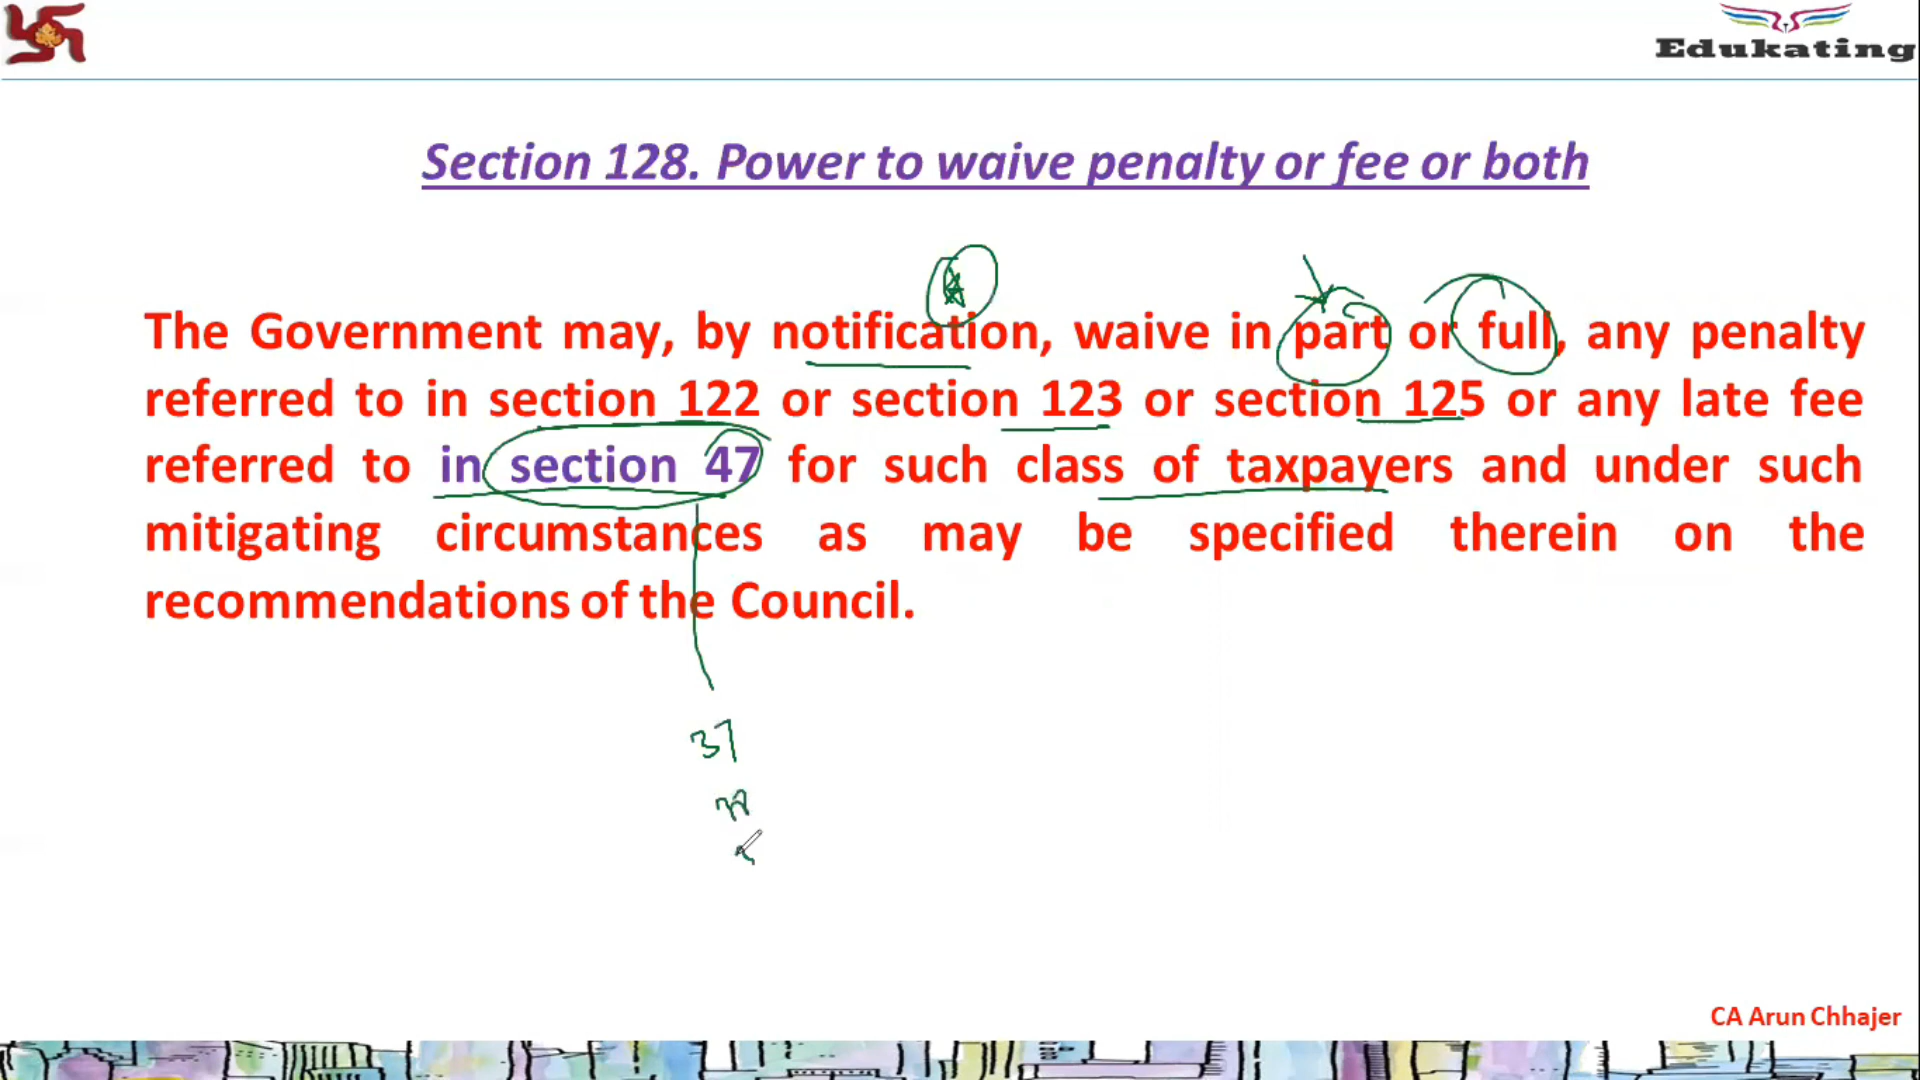 Edukating
Section 128. Power to waive penalty or fee or both
The Government may, by notification, waive in part or full, any penalty
referred to in section 122 or section 123 or section 125 or any late fee
referred to in section 47 for such class of taxpayers and under such
mitigating circumstances as may be specified therein on the
recommendations of the Council.
37
CA Arun Chhajer